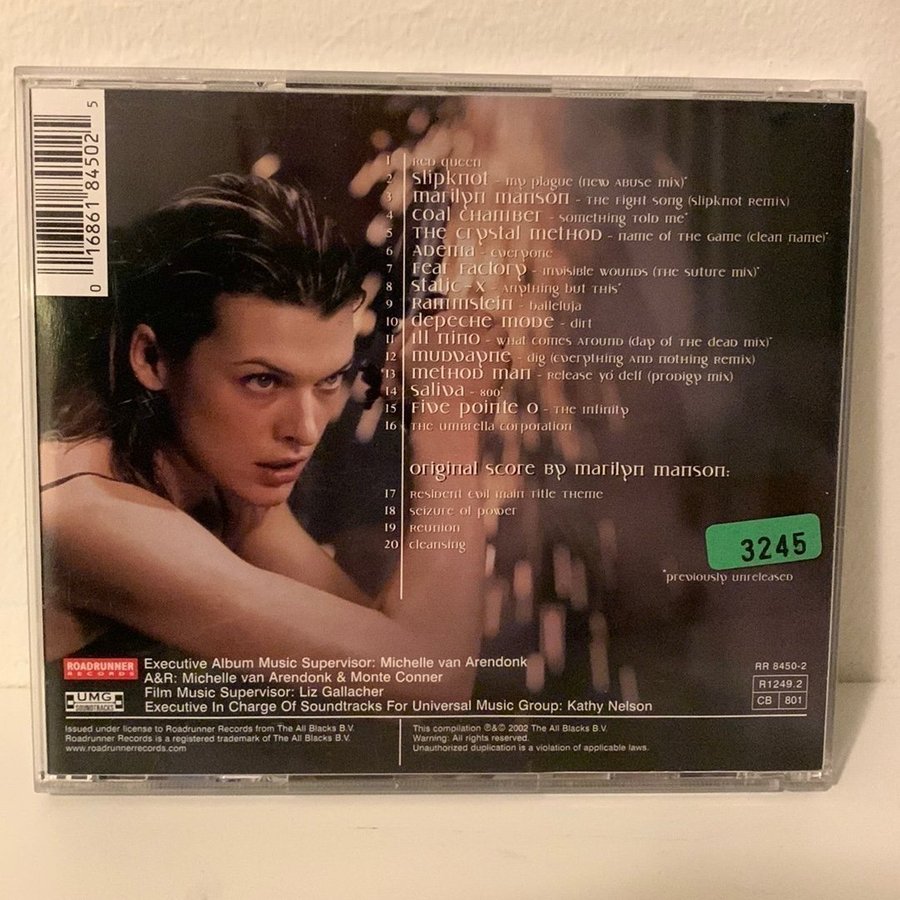 0 16861 84502 5
1 Red Queen
2 Slipknot - My Plague (New Abuse Mix)*
3 Marilyn Manson - The Fight Song (Slipknot Remix)
4 Coal Chamber - Something Told Me*
5 The Crystal Method - Name Of The Game (Clean Name)*
6 Adema - Everyone
7 Fear Factory - Invisible Wounds (The Suture Mix)*
8 Static-X - Anything But This*
9 Rammstein - Halleluja
10 Depeche Mode - Dirt
11 Ill Nino - What Comes Around (Day Of The Dead Mix)*
12 Mudvayne - Dig (Everything And Nothing Remix)
13 Method Man - Release Yo' Delf (Prodigy Mix)
14 Saliva - 800*
15 Five Pointe O - The Infinity
16 The Umbrella Corporation
Original Score By Marilyn Manson:
17 Resident Evil Main Title Theme
18 Seizure Of Power
19 Reunion
20 Cleansing
3245
*Previously Unreleased
ROADRUNNER
RECORDS
UMG
SOUNDTRACKS
Executive Album Music Supervisor: Michelle van Arendonk
A&R: Michelle van Arendonk & Monte Conner
Film Music Supervisor: Liz Gallacher
Executive In Charge Of Soundtracks For Universal Music Group: Kathy Nelson
RR 8450-2
R1249.2
CB 801
Issued under license to Roadrunner Records from The All Blacks B.V.
Roadrunner Records is a registered trademark of The All Blacks B.V.
www.roadrunnerrecords.com
This compilation ℗&© 2002 The All Blacks B.V.
Warning: All rights reserved.
Unauthorized duplication is a violation of applicable laws.